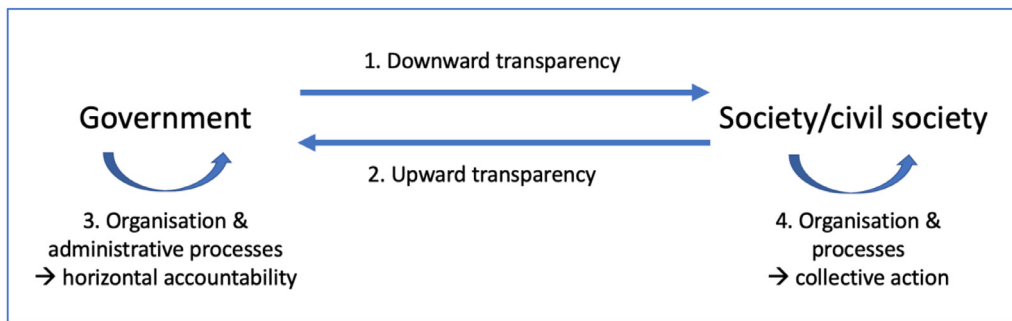 1. Downward transparency
Government
Society/civil society
2. Upward transparency
3. Organisation &
administrative processes
→ horizontal accountability
4. Organisation &
processes
→ collective action